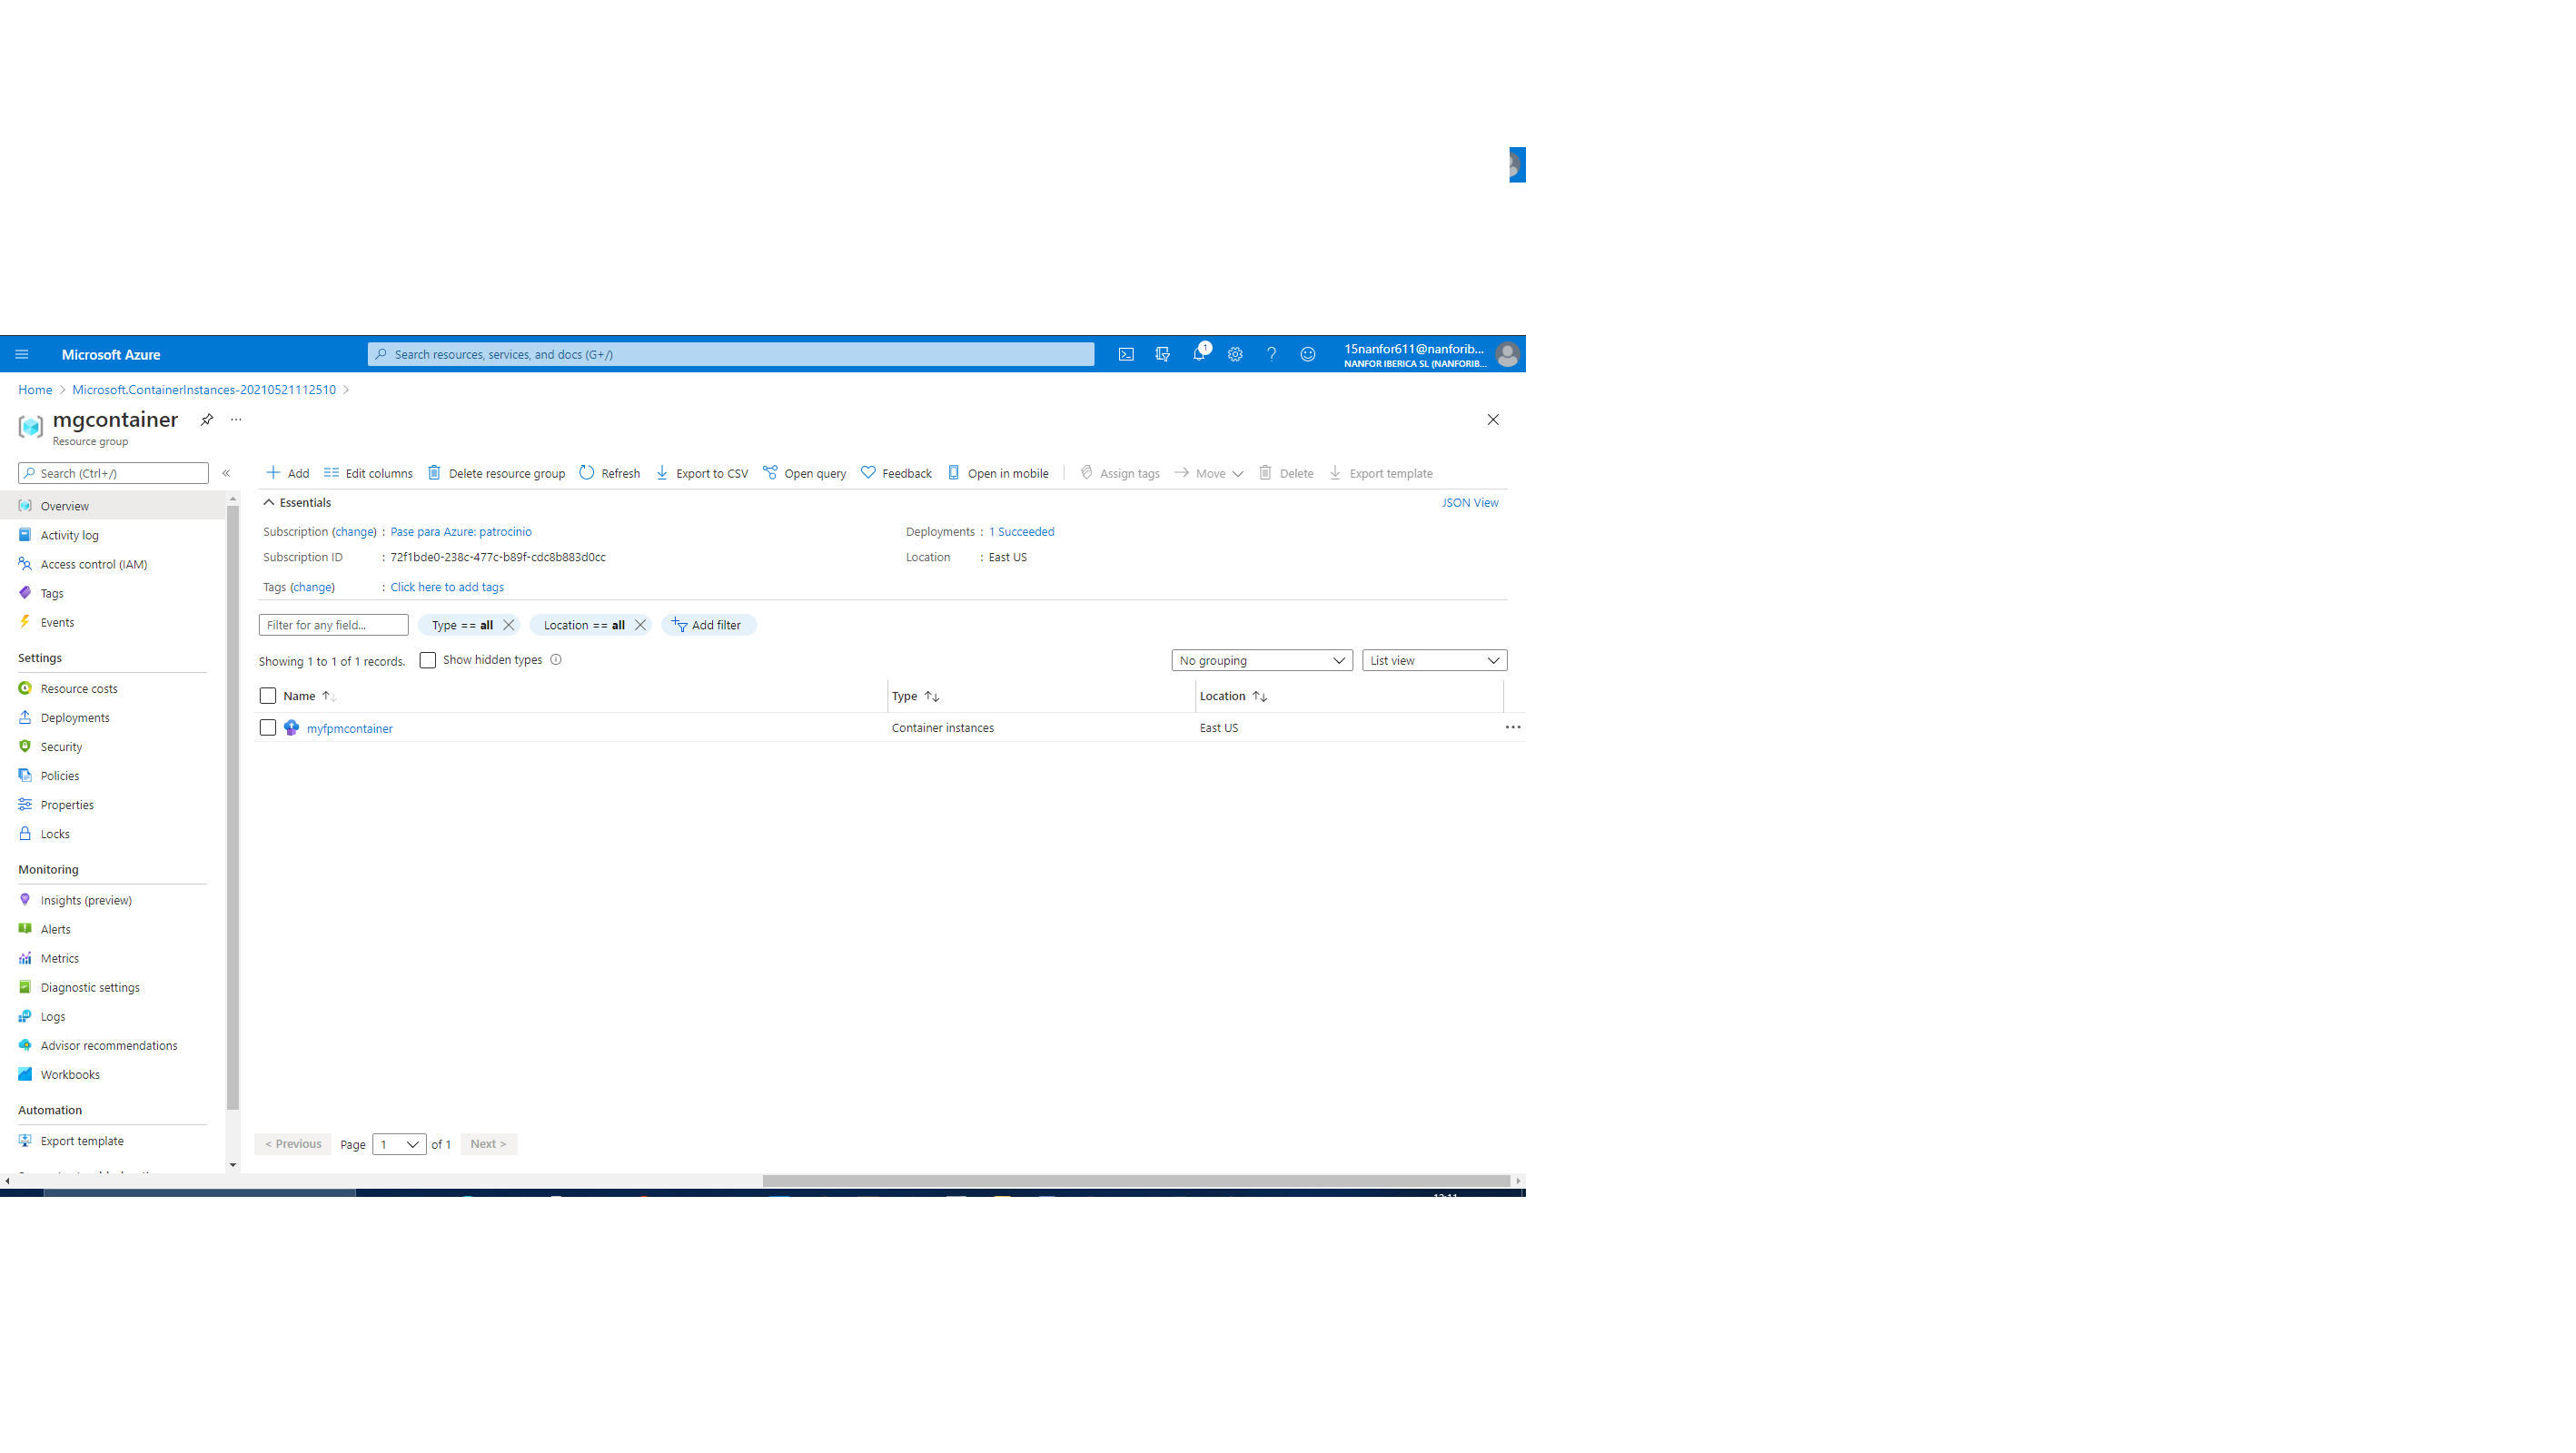 Microsoft Azure
Search resources, services, and docs (G+/)
1
15nanfor611@nanforib...
NANFOR IBERICA SL (NANFORIB...
Home > Microsoft.ContainerInstances-20210521112510 >
mgcontainer
...
Resource group
Search (Ctrl+/)
«
Add
Edit columns
Delete resource group
Refresh
Export to CSV
Open query
Feedback
Open in mobile
Assign tags
Move
Delete
Export template
Overview
Activity log
Access control (IAM)
Tags
Events
Settings
Resource costs
Deployments
Security
Policies
Properties
Locks
Monitoring
Insights (preview)
Alerts
Metrics
Diagnostic settings
Logs
Advisor recommendations
Workbooks
Automation
Export template
Essentials
JSON View
Subscription (change) : Pase para Azure: patrocinio
Deployments : 1 Succeeded
Subscription ID : 72f1bde0-238c-477c-b89f-cdc8b883d0cc
Location : East US
Tags (change) : Click here to add tags
Filter for any field...
Type == all
Location == all
Add filter
Showing 1 to 1 of 1 records.
Show hidden types
No grouping
List view
Name ↑↓
Type ↑↓
Location ↑↓
myfpmcontainer
Container instances
East US
< Previous
Page 1 of 1
Next >